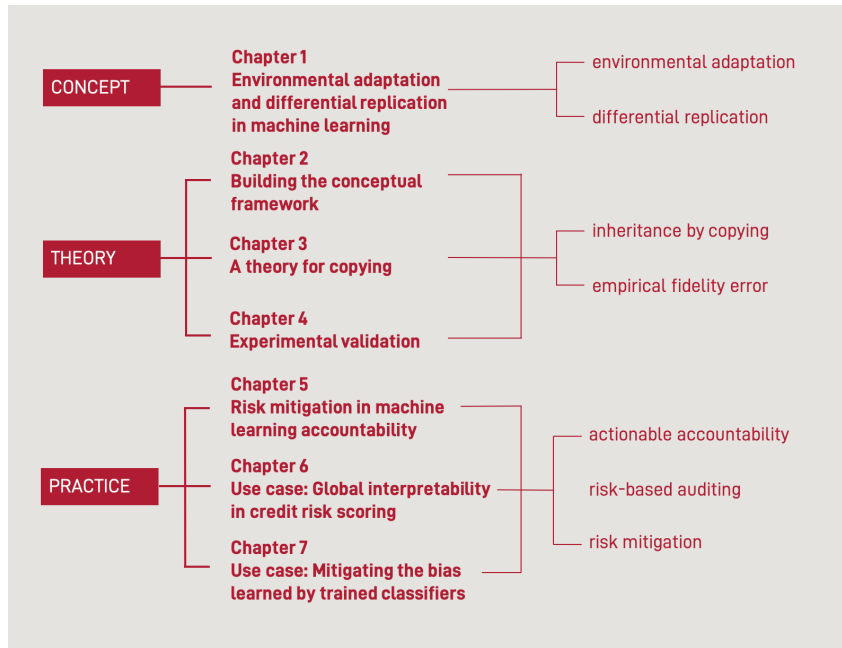 CONCEPT
Chapter 1
Environmental adaptation
and differential replication
in machine learning
environmental adaptation
differential replication
THEORY
Chapter 2
Building the conceptual
framework
Chapter 3
A theory for copying
Chapter 4
Experimental validation
inheritance by copying
empirical fidelity error
PRACTICE
Chapter 5
Risk mitigation in machine
learning accountability
Chapter 6
Use case: Global interpretability
in credit risk scoring
Chapter 7
Use case: Mitigating the bias
learned by trained classifiers
actionable accountability
risk-based auditing
risk mitigation